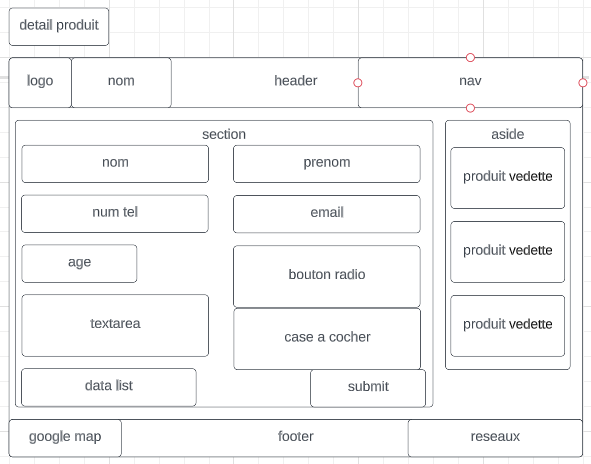 detail produit
logo
nom
header
nav
section
aside
nom
prenom
produit vedette
num tel
email
produit vedette
age
bouton radio
textarea
case a cocher
produit vedette
data list
submit
google map
footer
reseaux